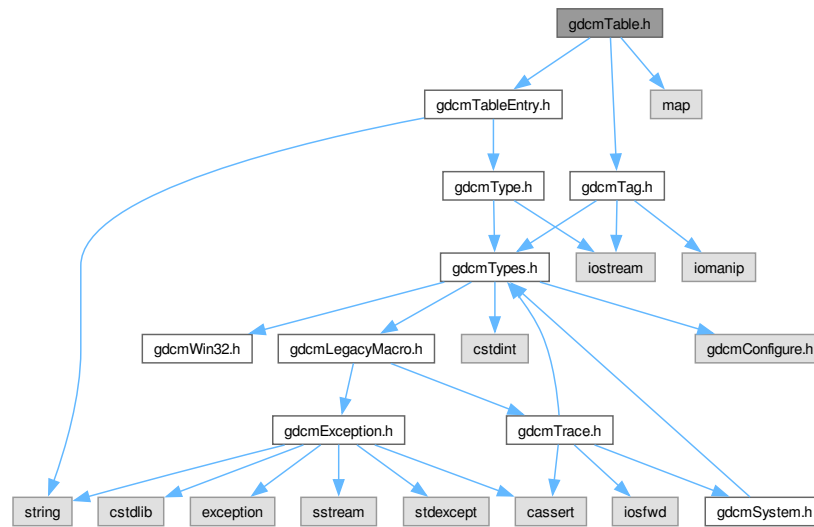 gdcmTable.h
gdcmTableEntry.h
map
gdcmType.h
gdcmTag.h
gdcmTypes.h
iostream
iomanip
gdcmWin32.h
gdcmLegacyMacro.h
cstdint
gdcmConfigure.h
gdcmException.h
gdcmTrace.h
string
cstdlib
exception
sstream
stdexcept
cassert
iosfwd
gdcmSystem.h